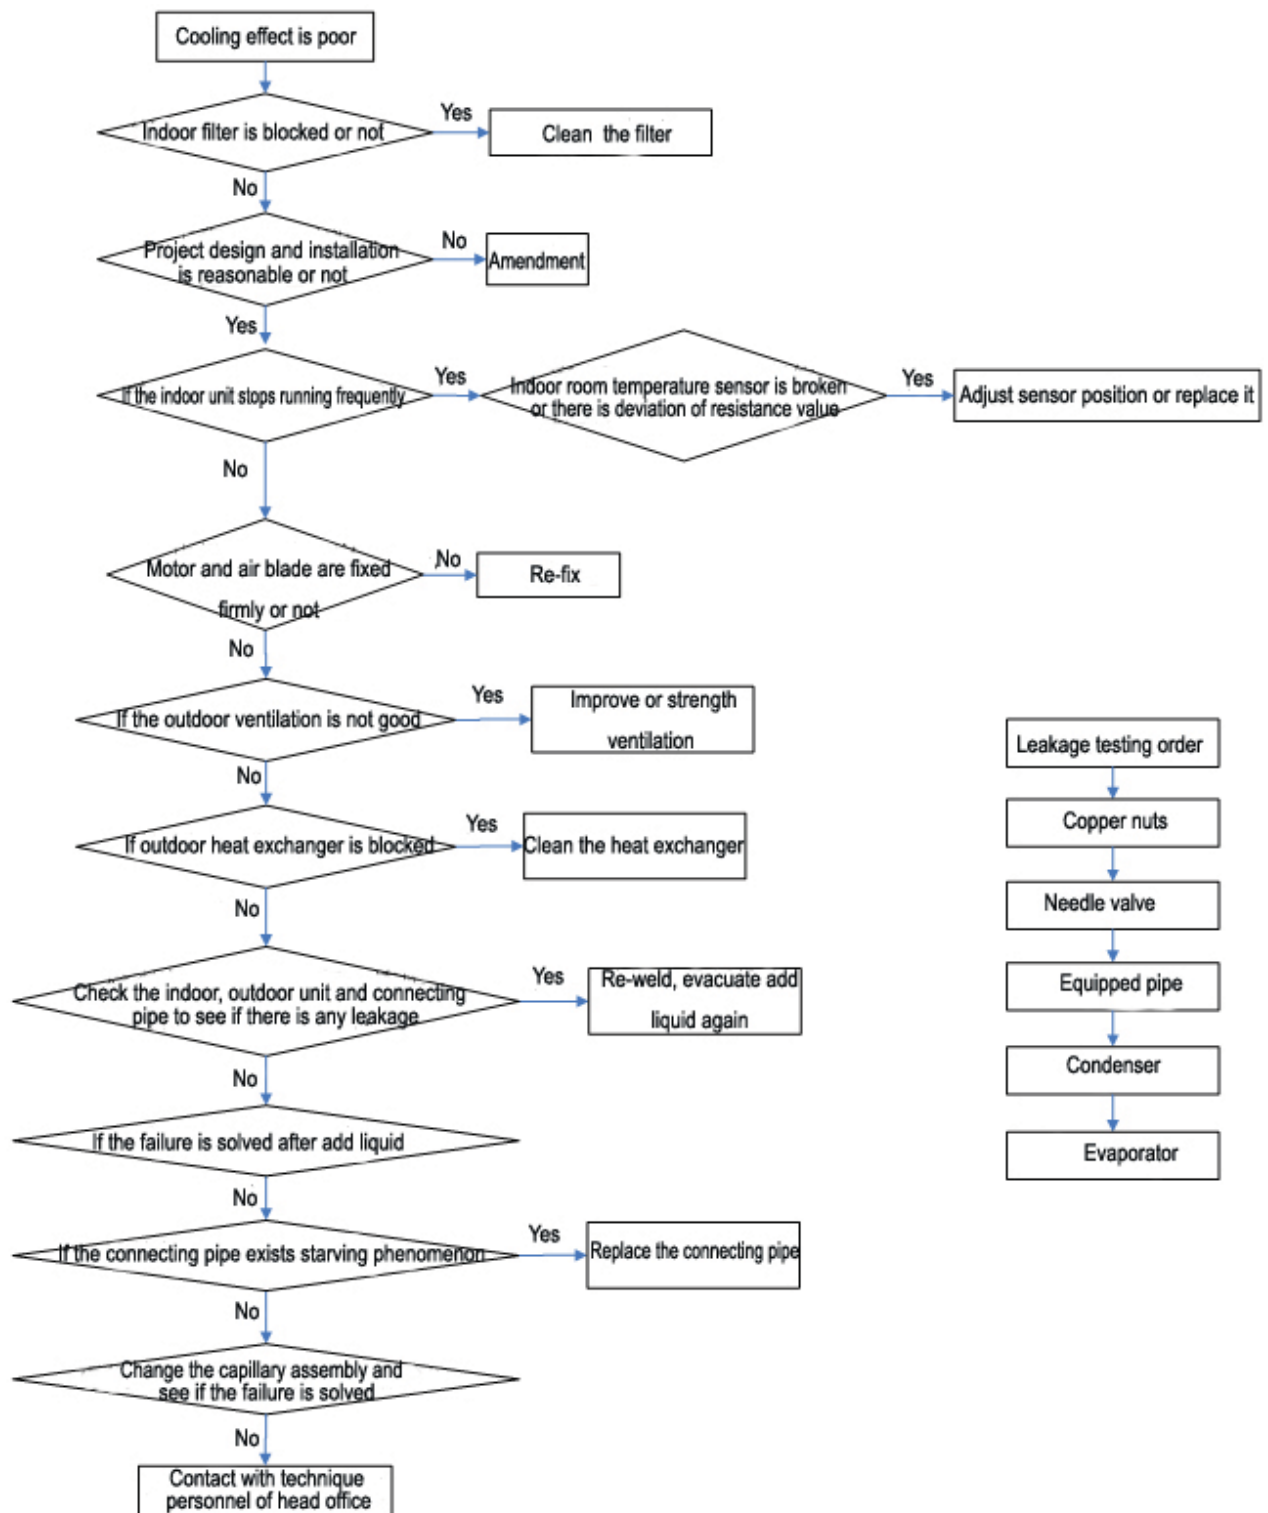 Cooling effect is poor
Indoor filter is blocked or not
Yes
Clean the filter
No
Project design and installation
is reasonable or not
No
Amendment
Yes
If the indoor unit stops running frequently
Yes
Indoor room temperature sensor is broken
or there is deviation of resistance value
Yes
Adjust sensor position or replace it
No
Motor and air blade are fixed
firmly or not
No
Re-fix
No
If the outdoor ventilation is not good
Yes
Improve or strength
ventilation
No
If outdoor heat exchanger is blocked
Yes
Clean the heat exchanger
No
Check the indoor, outdoor unit and connecting
pipe to see if there is any leakage
Yes
Re-weld, evacuate add
liquid again
No
If the failure is solved after add liquid
No
If the connecting pipe exists starving phenomenon
Yes
Replace the connecting pipe
No
Change the capillary assembly and
see if the failure is solved
No
Contact with technique
personnel of head office
Leakage testing order
Copper nuts
Needle valve
Equipped pipe
Condenser
Evaporator